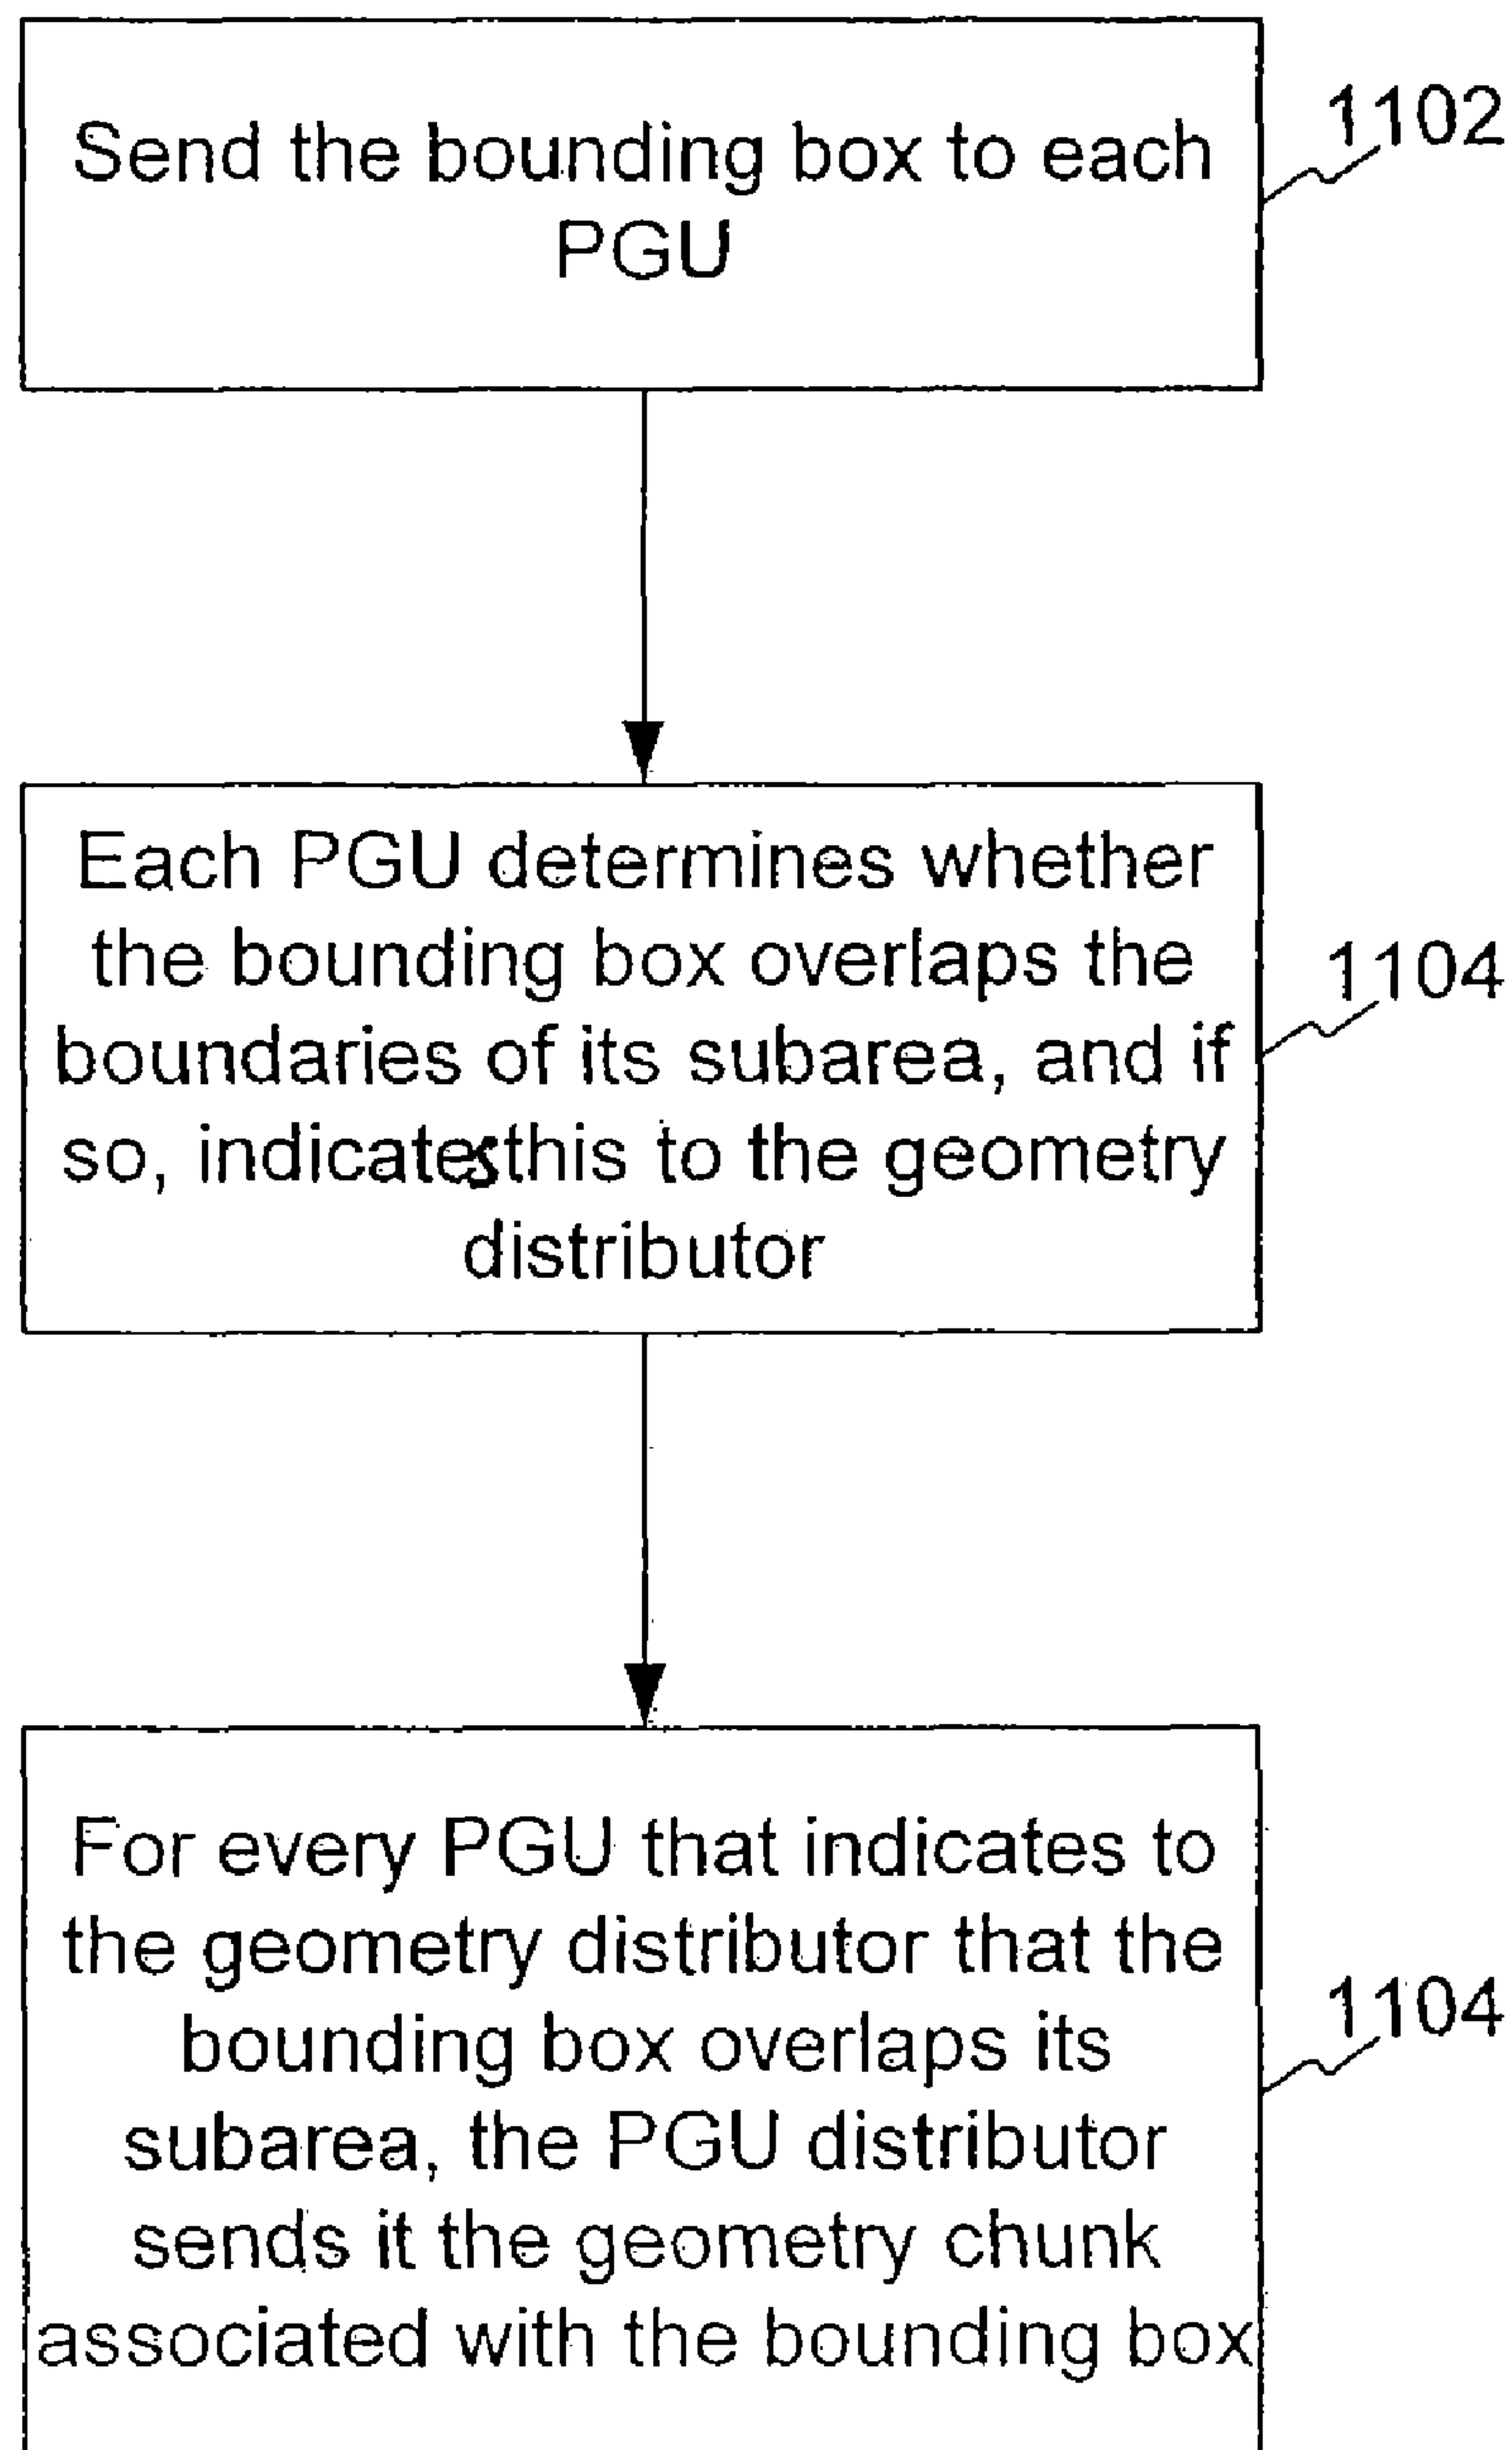 Send the bounding box to each
PGU
1102
Each PGU determines whether
the bounding box overlaps the
boundaries of its subarea, and if
so, indicates this to the geometry
distributor
1104
For every PGU that indicates to
the geometry distributor that the
bounding box overlaps its
subarea, the PGU distributor
sends it the geometry chunk
associated with the bounding box
1104